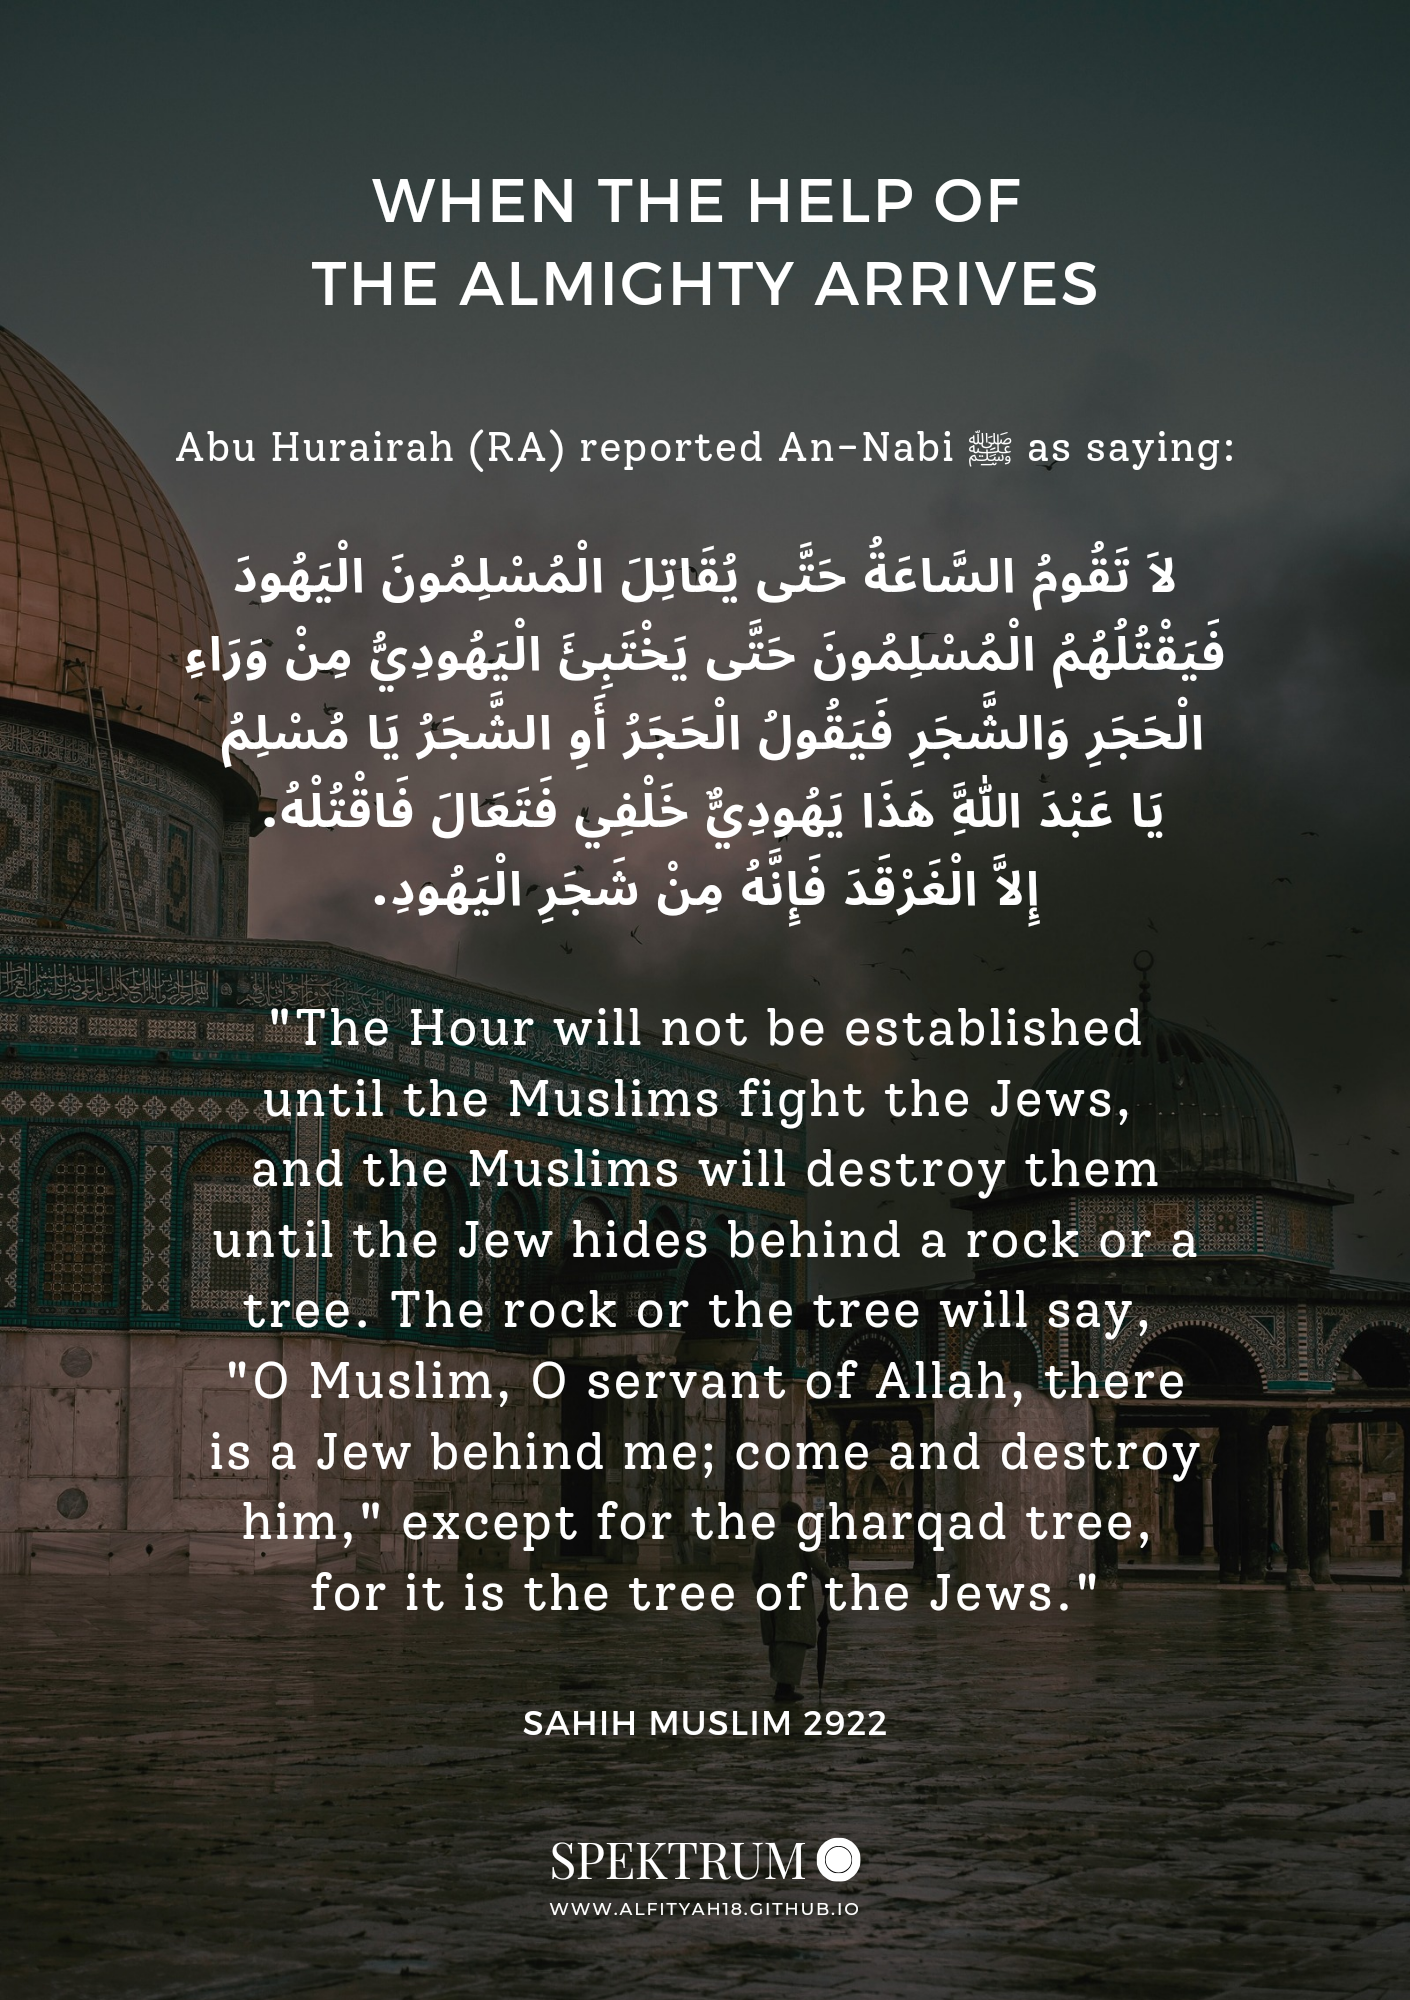 WHEN THE HELP OF
THE ALMIGHTY ARRIVES
Abu Hurairah (RA) reported An-Nabi ﷺ as saying:
لاَ تَقُومُ السَّاعَةُ حَتَّى يُقَاتِلَ الْمُسْلِمُونَ الْيَهُودَ
فَيَقْتُلُهُمُ الْمُسْلِمُونَ حَتَّى يَخْتَبِئَ الْيَهُودِيُّ مِنْ وَرَاءِ
الْحَجَرِ وَالشَّجَرِ فَيَقُولُ الْحَجَرُ أَوِ الشَّجَرُ يَا مُسْلِمُ
يَا عَبْدَ اللَّهِ هَذَا يَهُودِيٌّ خَلْفِي فَتَعَالَ فَاقْتُلْهُ.
إِلاَّ الْغَرْقَدَ فَإِنَّهُ مِنْ شَجَرِ الْيَهُودِ.
"The Hour will not be established
until the Muslims fight the Jews,
and the Muslims will destroy them
until the Jew hides behind a rock or a
tree. The rock or the tree will say,
"O Muslim, O servant of Allah, there
is a Jew behind me; come and destroy
him," except for the gharqad tree,
for it is the tree of the Jews."
SAHIH MUSLIM 2922
SPEKTRUM
WWW.ALFITYAH18.GITHUB.IO